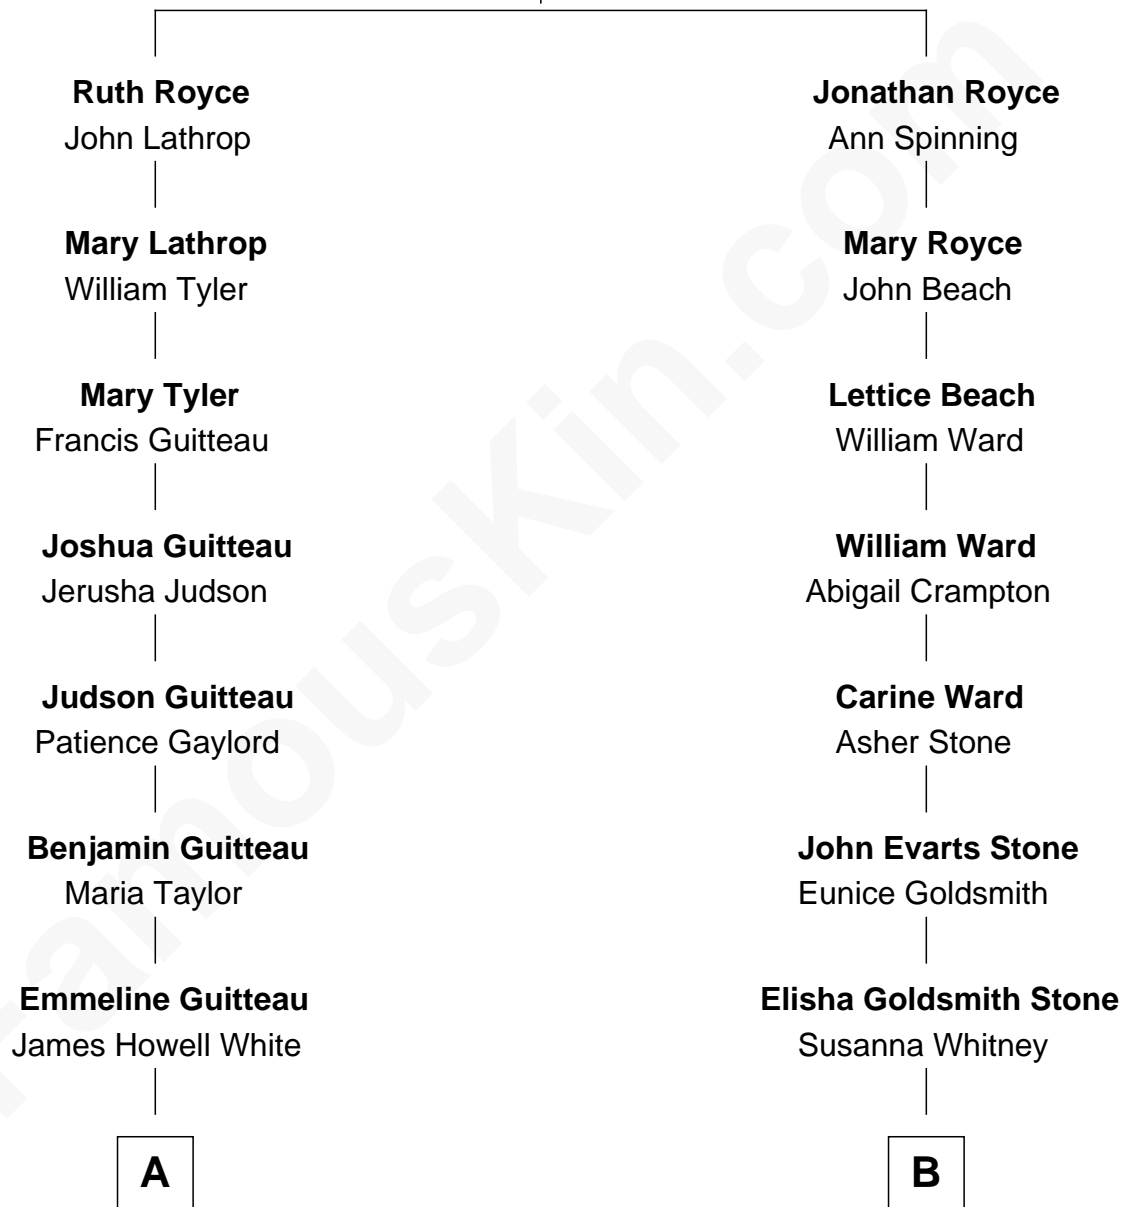 Ruth Royce
John Lathrop
Mary Lathrop
William Tyler
Mary Tyler
Francis Guitteau
Joshua Guitteau
Jerusha Judson
Judson Guitteau
Patience Gaylord
Benjamin Guitteau
Maria Taylor
Emmeline Guitteau
James Howell White
A
Jonathan Royce
Ann Spinning
Mary Royce
John Beach
Lettice Beach
William Ward
William Ward
Abigail Crampton
Carine Ward
Asher Stone
John Evarts Stone
Eunice Goldsmith
Elisha Goldsmith Stone
Susanna Whitney
B
FamousKin.com